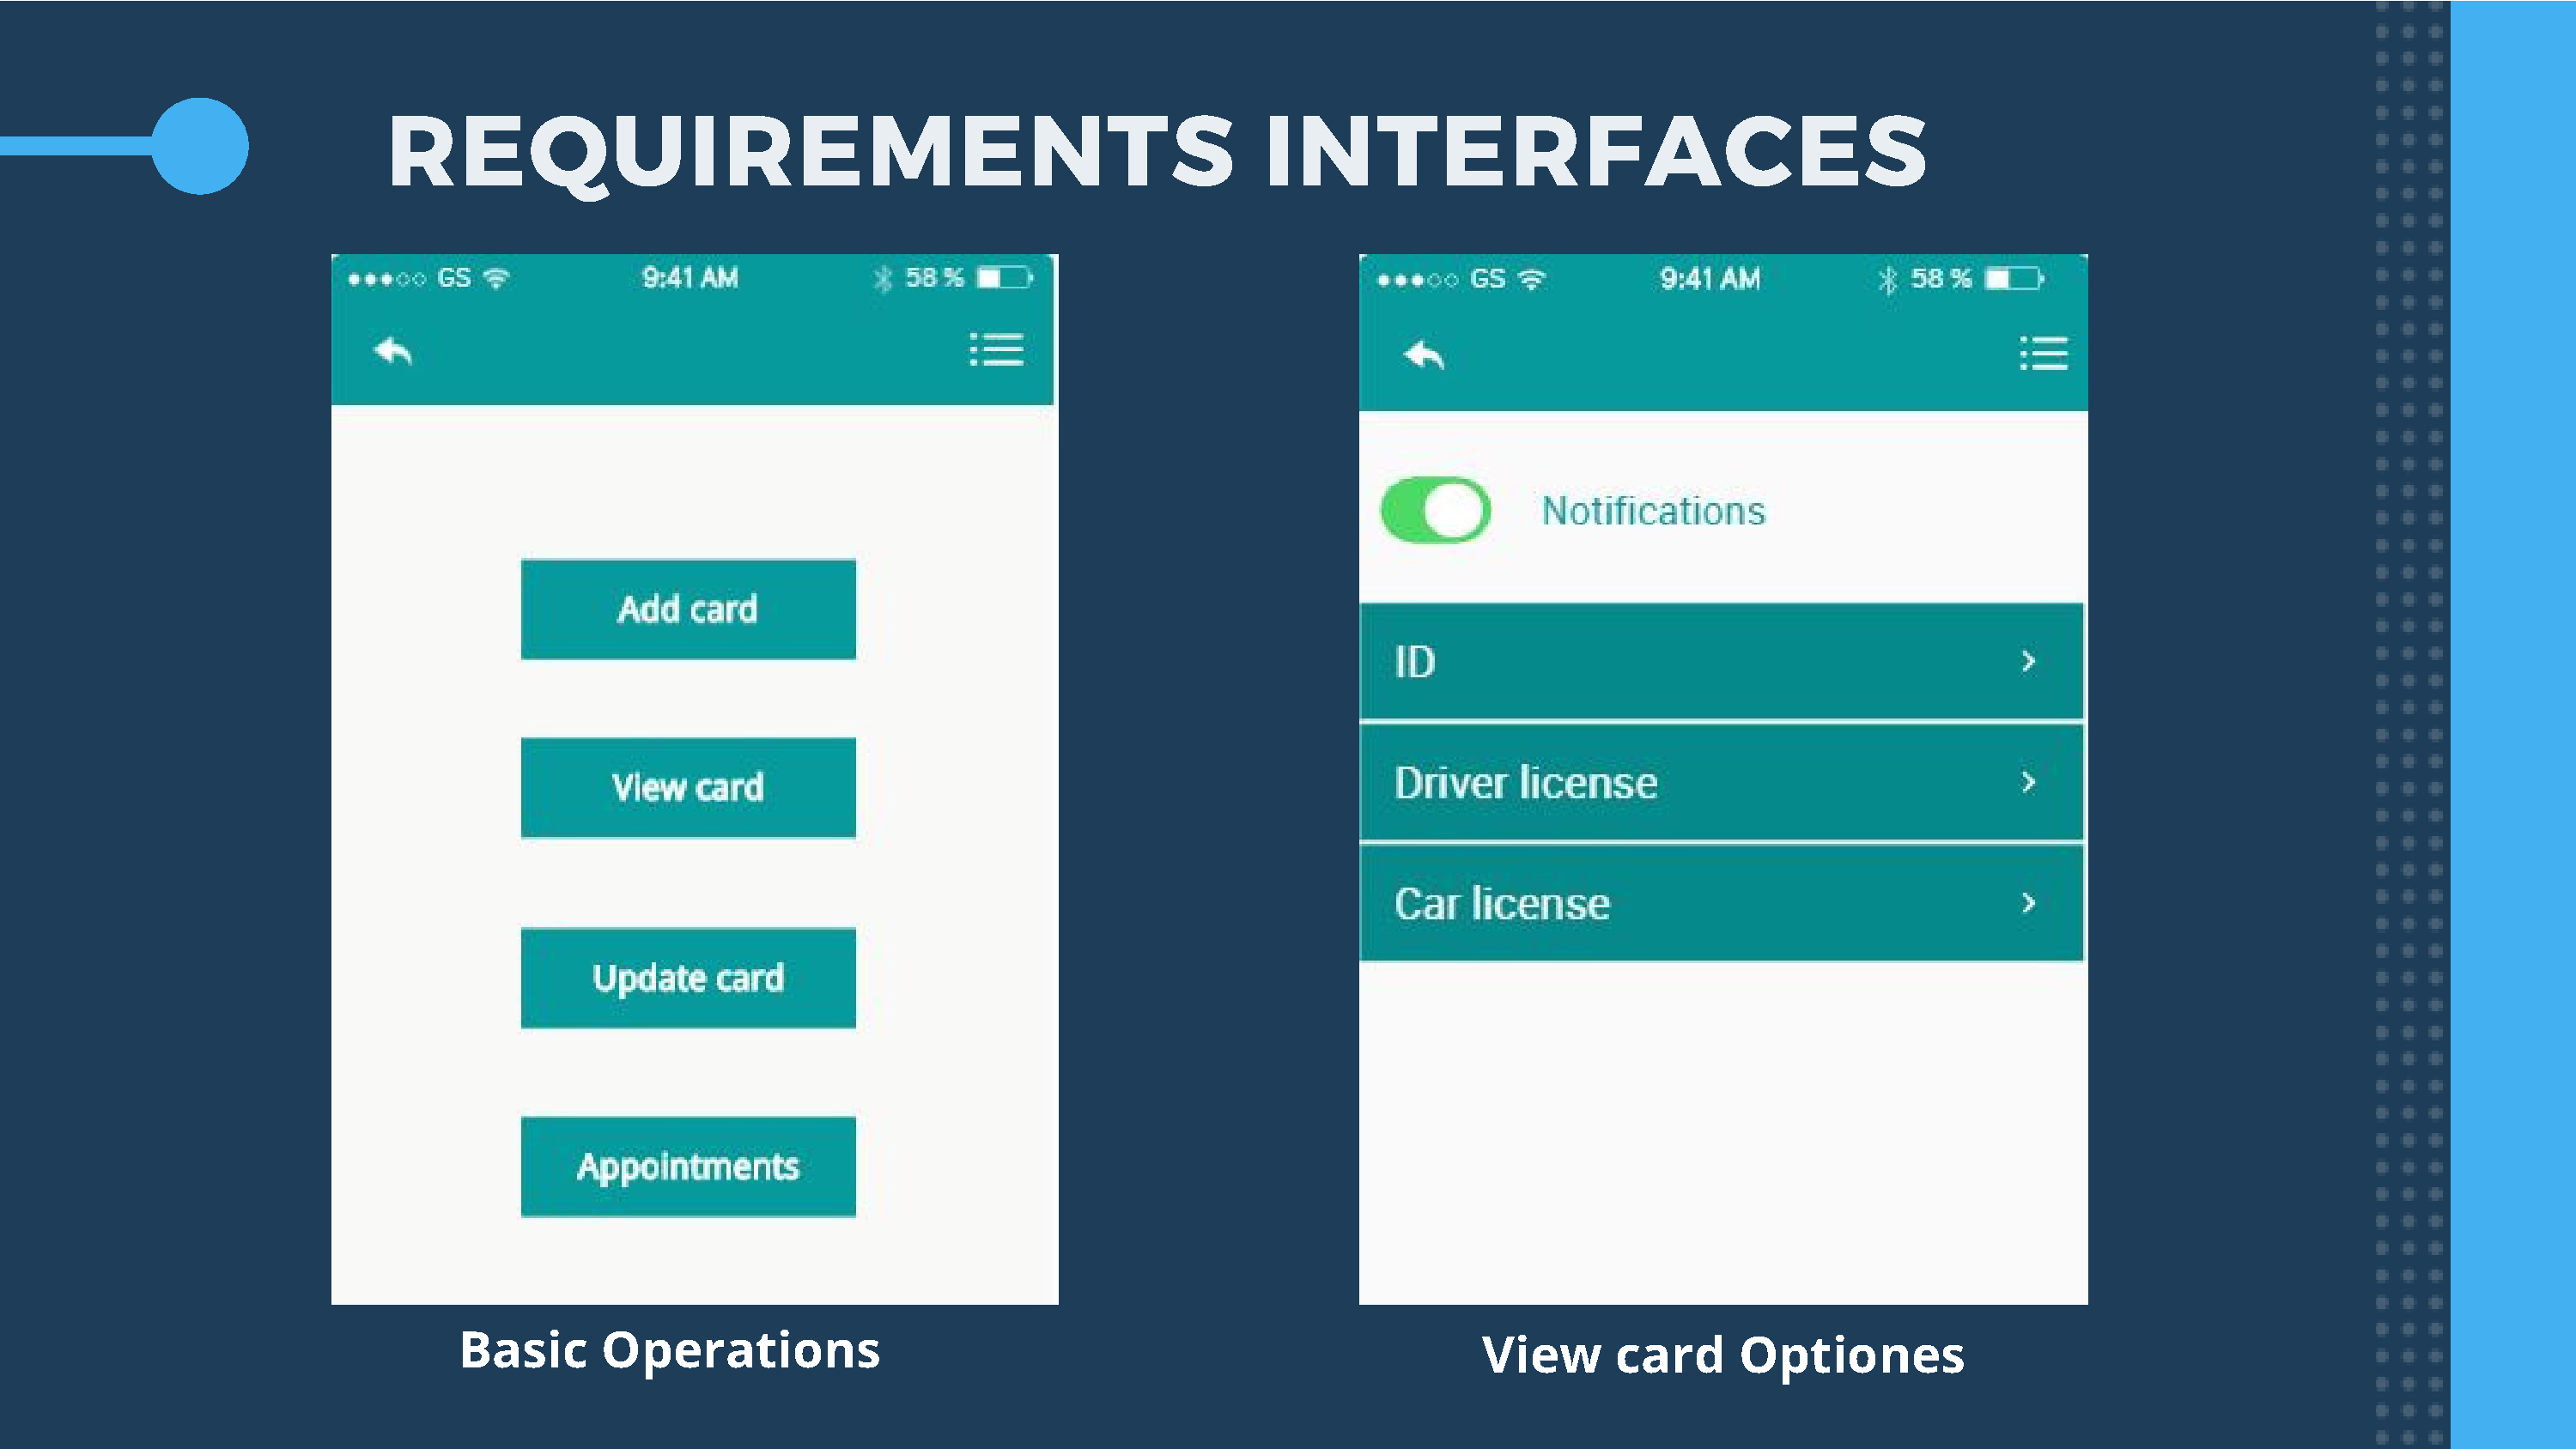 REQUIREMENTS INTERFACES
GS 9:41 AM 58 %
Add card
View card
Update card
Appointments
Basic Operations
GS 9:41 AM 58 %
Notifications
ID
Driver license
Car license
View card Optiones